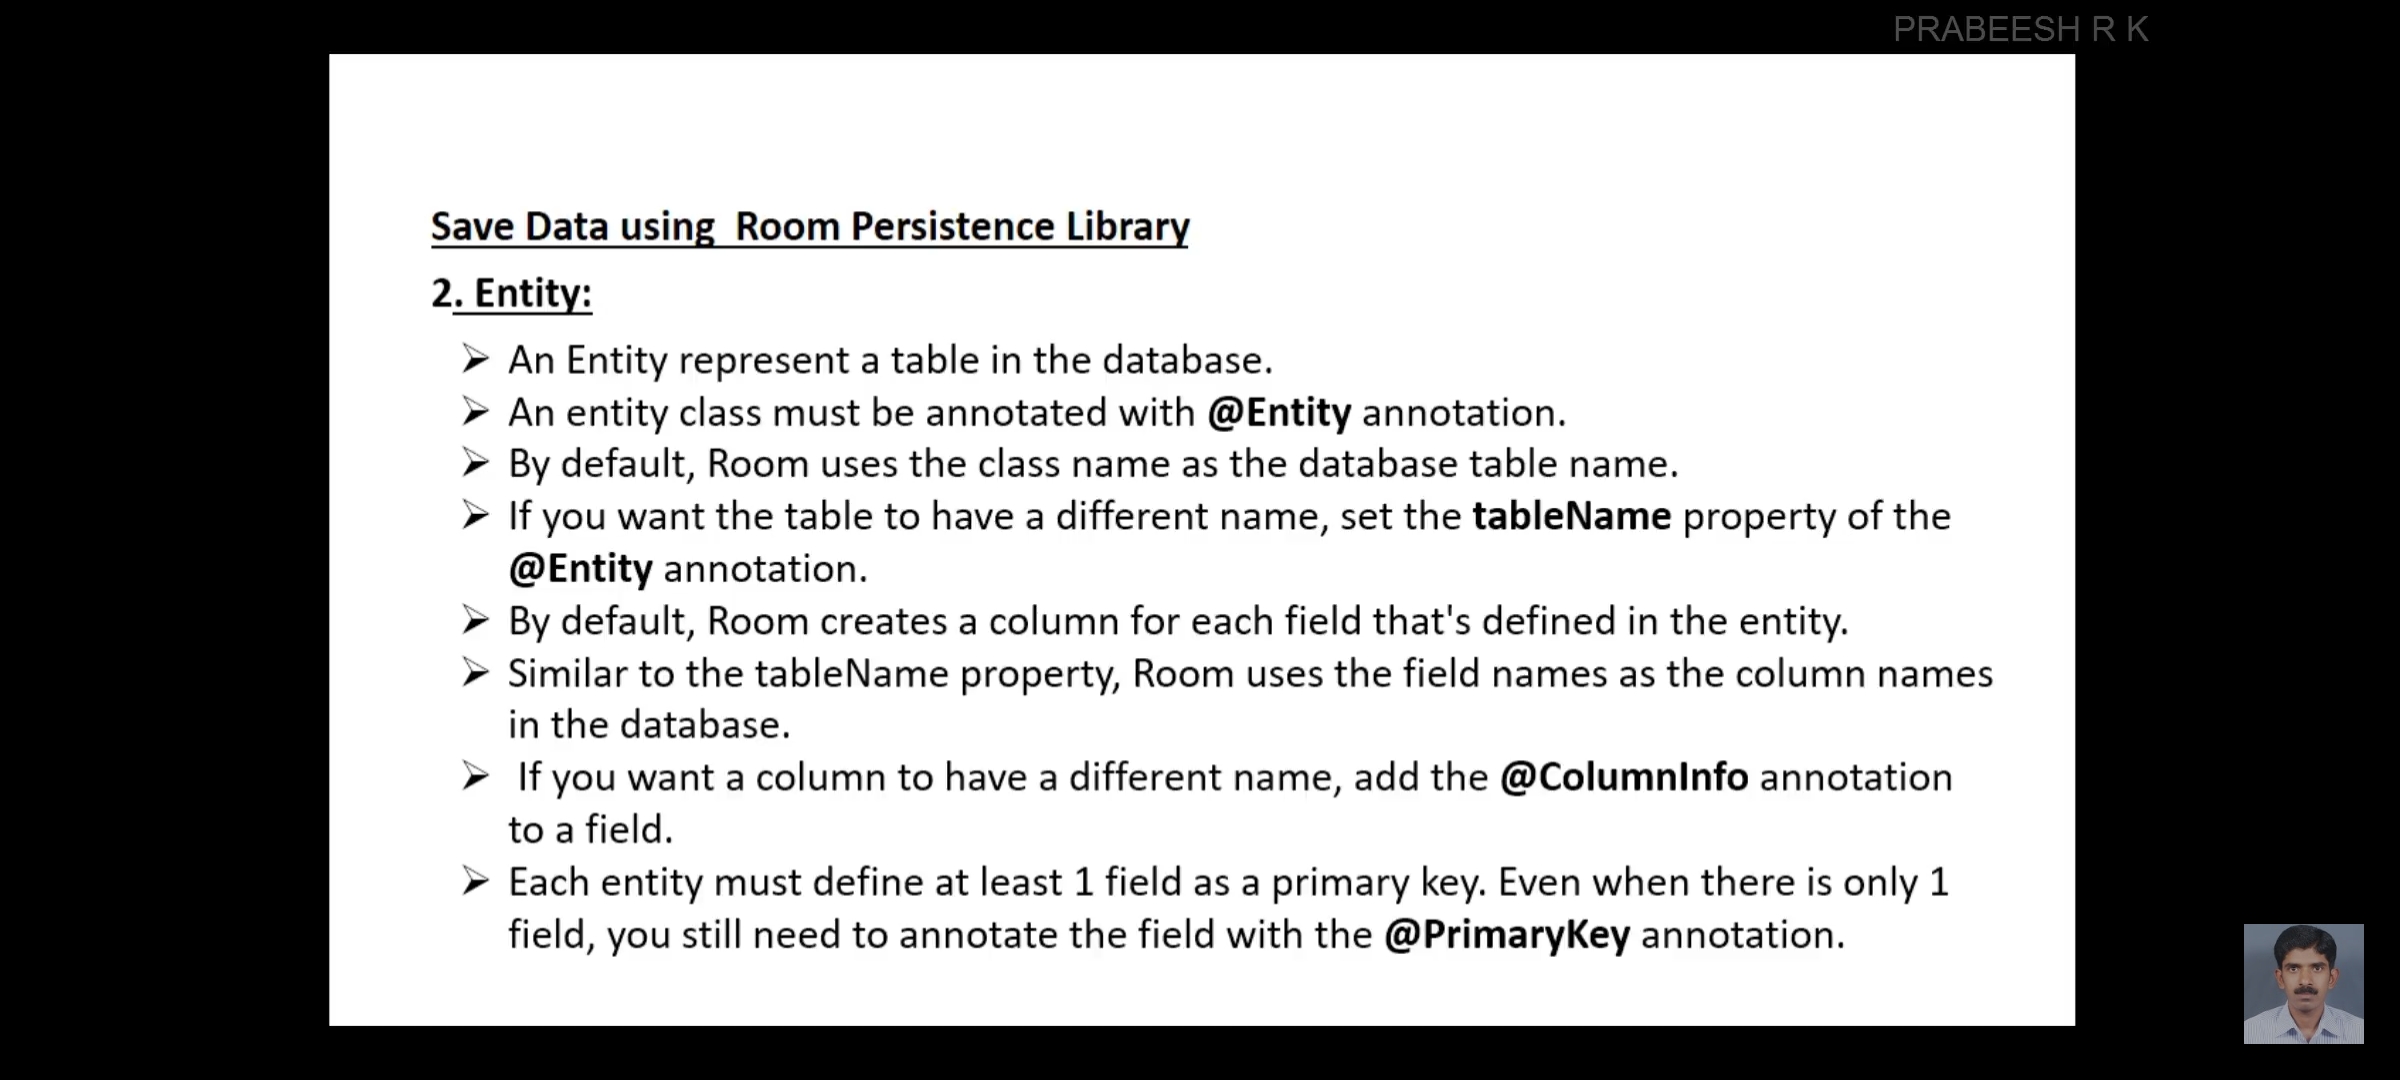 PRABEESH R K
Save Data using  Room Persistence Library
2. Entity:
➢ An Entity represent a table in the database.
➢ An entity class must be annotated with @Entity annotation.
➢ By default, Room uses the class name as the database table name.
➢ If you want the table to have a different name, set the tableName property of the
@Entity annotation.
➢ By default, Room creates a column for each field that's defined in the entity.
➢ Similar to the tableName property, Room uses the field names as the column names
in the database.
➢ If you want a column to have a different name, add the @ColumnInfo annotation
to a field.
➢ Each entity must define at least 1 field as a primary key. Even when there is only 1
field, you still need to annotate the field with the @PrimaryKey annotation.